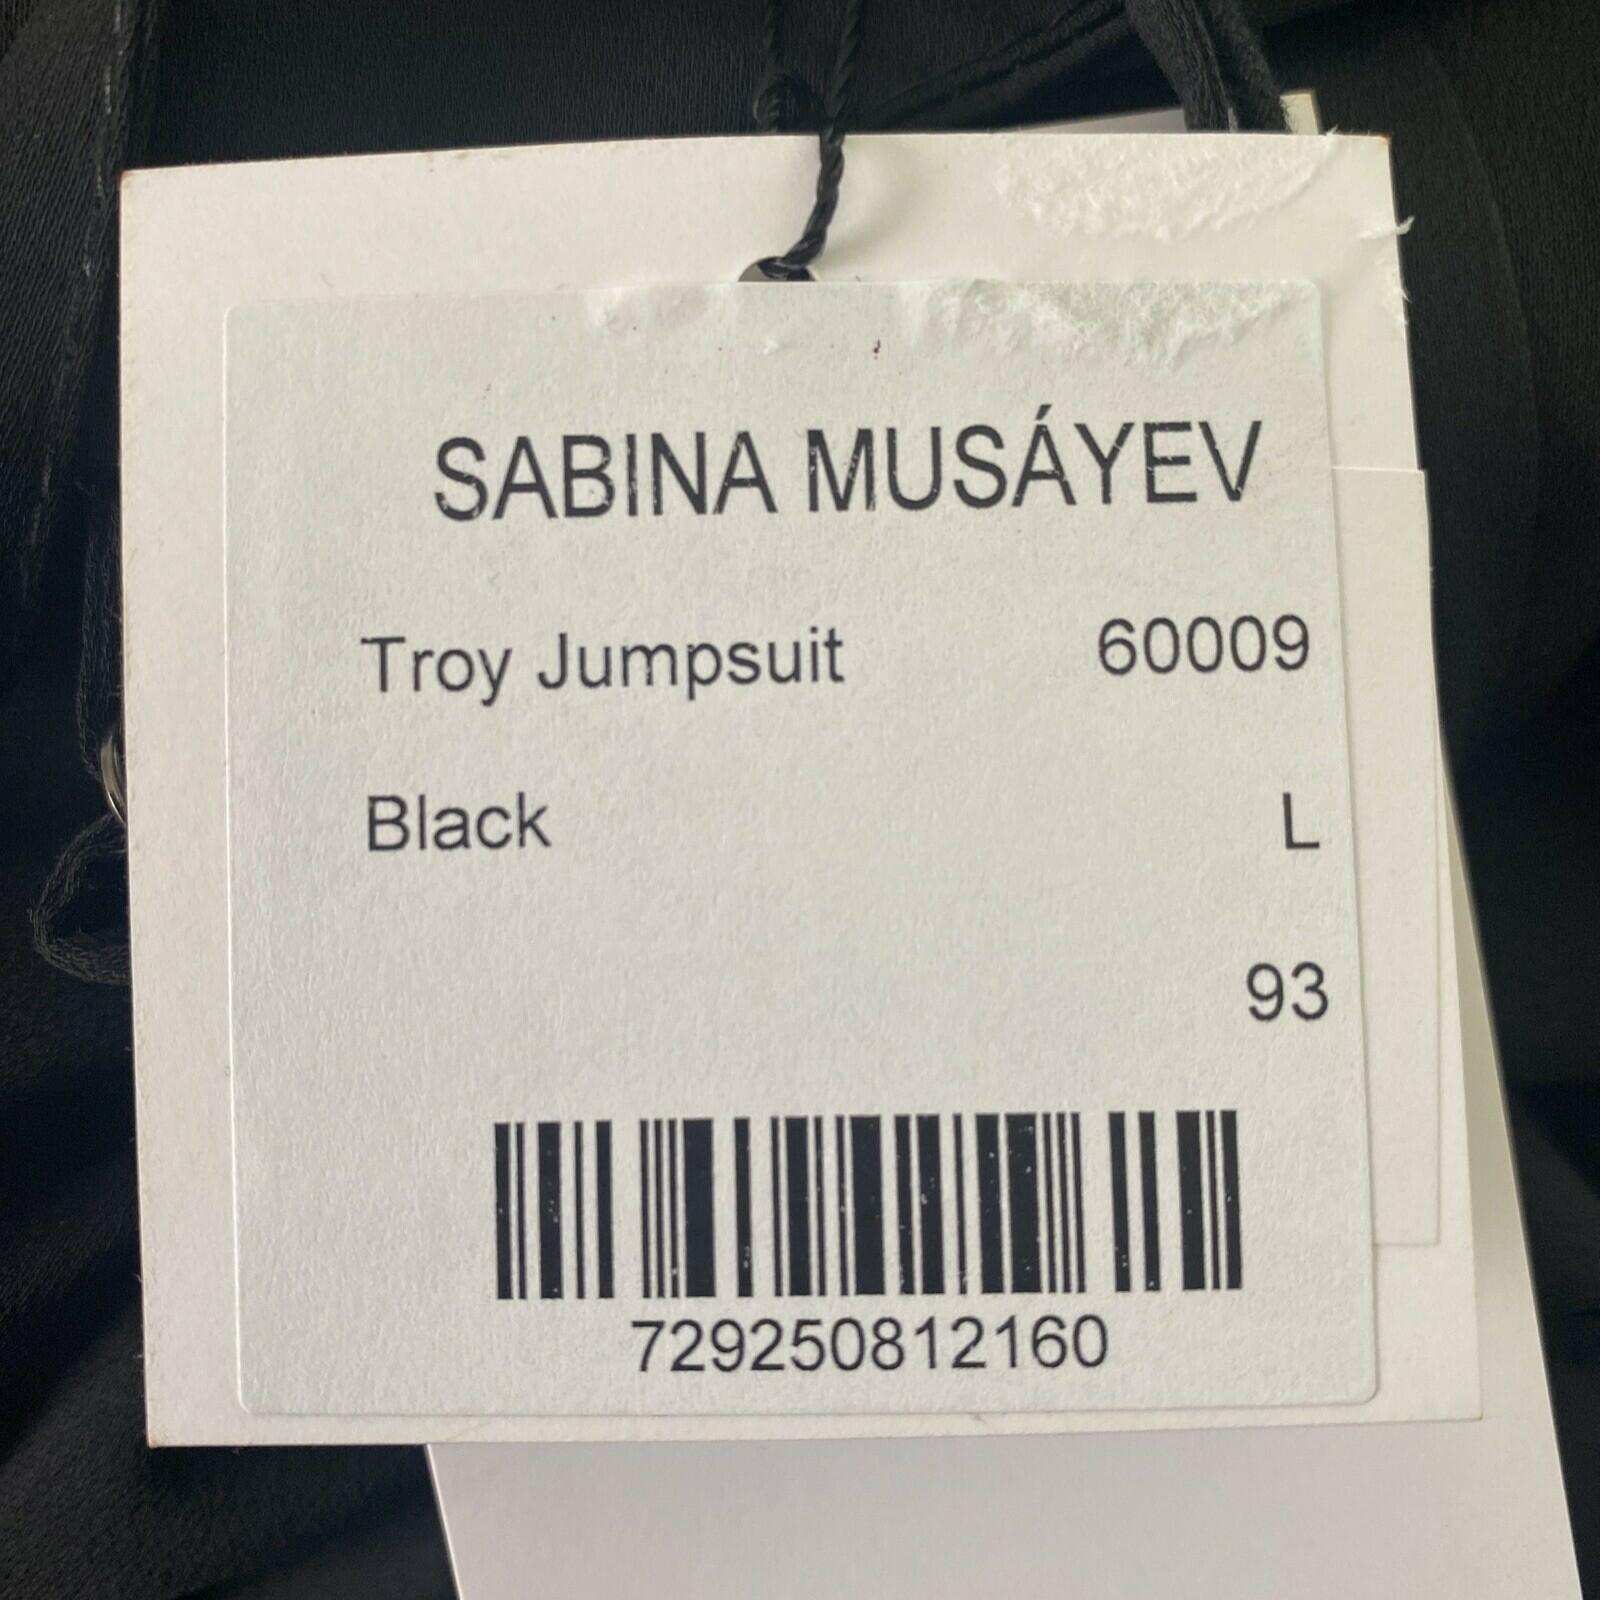 SABINA MUSÁYEV
Troy Jumpsuit 60009
Black L
93
729250812160